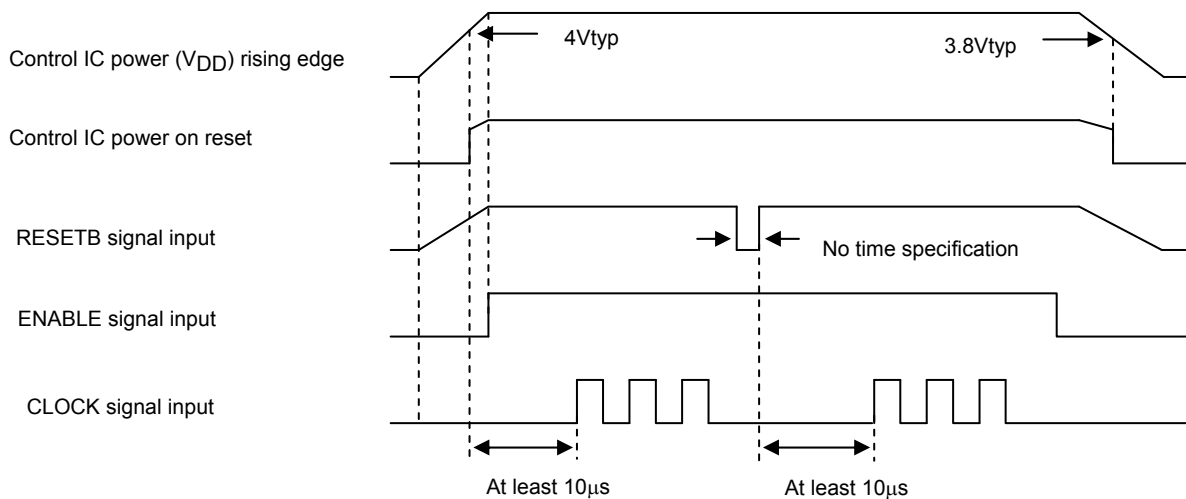 4Vtyp
3.8Vtyp
Control IC power (VDD) rising edge
Control IC power on reset
RESETB signal input
No time specification
ENABLE signal input
CLOCK signal input
At least 10μs
At least 10μs